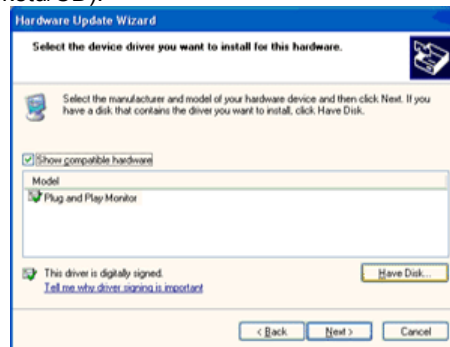 Hardware Update Wizard
Select the device driver you want to install for this hardware.
Select the manufacturer and model of your hardware device and then click Next. If you
have a disk that contains the driver you want to install, click Have Disk.
Show compatible hardware
Model
Plug and Play Monitor
This driver is digitally signed.
Have Disk...
Tell me why driver signing is important
< Back
Next >
Cancel